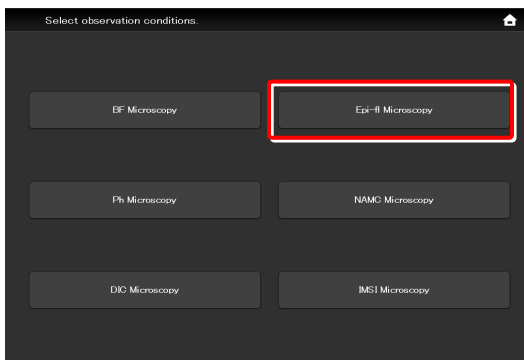 Select observation conditions.
BF Microscopy
Epi-fl Microscopy
Ph Microscopy
NAMC Microscopy
DIC Microscopy
IMSI Microscopy